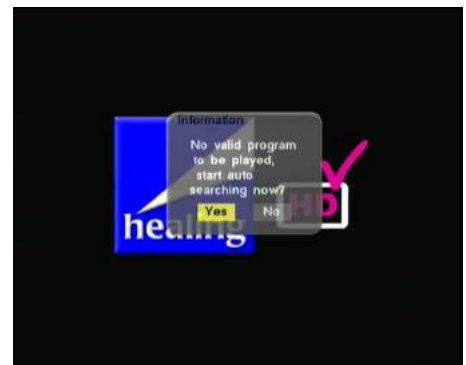 Information
No valid program
to be played,
start auto
searching now?
Yes No
healing
HD